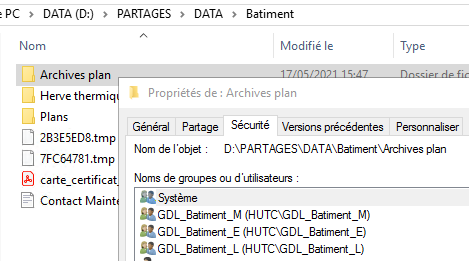 PC > DATA (D:) > PARTAGES > DATA > Batiment
Nom Modifié le Type
Archives plan 17/05/2021 15:47 Dossier de fic
Herve thermiqu
Plans
2B3E5ED8.tmp
7FC64781.tmp
carte_certificat_
Contact Mainte
Propriétés de : Archives plan
Général Partage Sécurité Versions précédentes Personnaliser
Nom de l'objet : D:\PARTAGES\DATA\Batiment\Archives plan
Noms de groupes ou d'utilisateurs :
Système
GDL_Batiment_M (HUTC\GDL_Batiment_M)
GDL_Batiment_E (HUTC\GDL_Batiment_E)
GDL_Batiment_L (HUTC\GDL_Batiment_L)